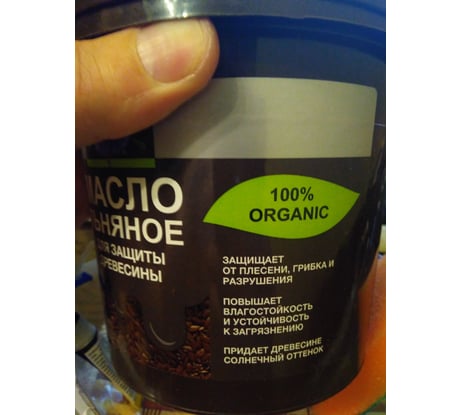 МАСЛО
ЬНЯНОЕ
ДЛЯ ЗАЩИТЫ
ДРЕВЕСИНЫ
100%
ORGANIC
ЗАЩИЩАЕТ
ОТ ПЛЕСЕНИ, ГРИБКА И
РАЗРУШЕНИЯ
ПОВЫШАЕТ
ВЛАГОСТОЙКОСТЬ
И УСТОЙЧИВОСТЬ
К ЗАГРЯЗНЕНИЮ
ПРИДАЕТ ДРЕВЕСИНЕ
СОЛНЕЧНЫЙ ОТТЕНОК